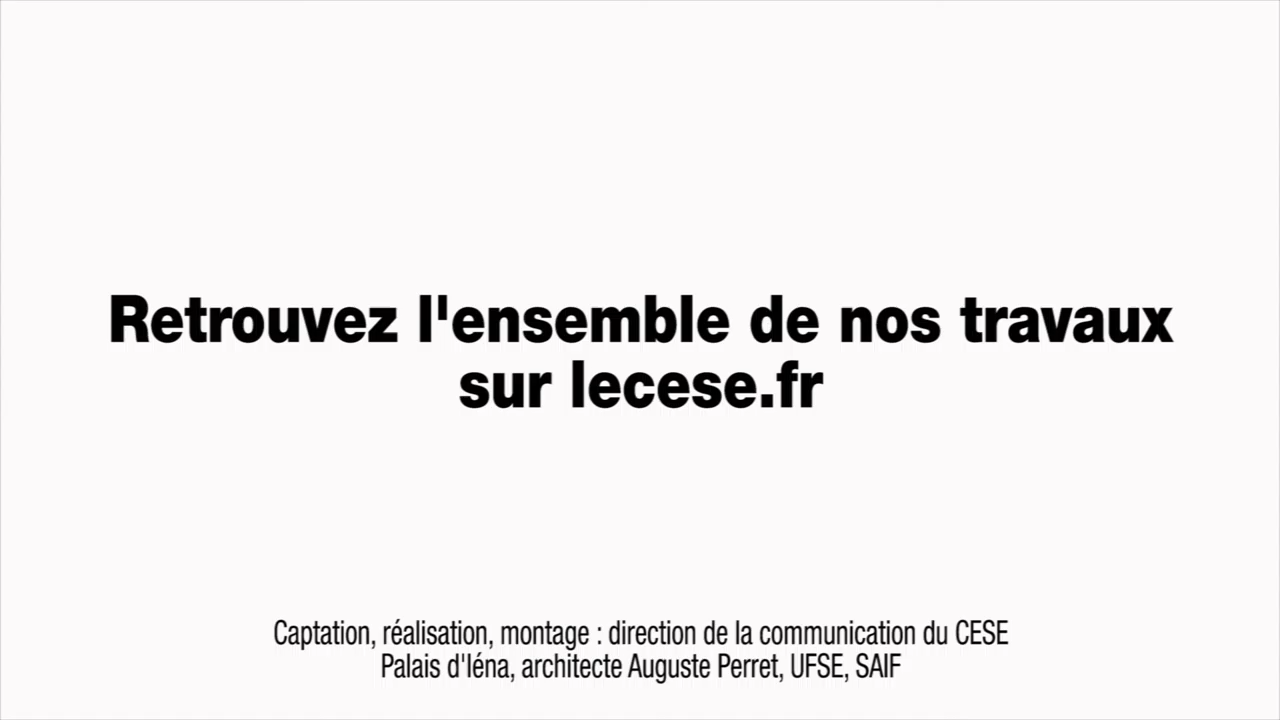 Retrouvez l'ensemble de nos travaux
sur lecese.fr
Captation, réalisation, montage : direction de la communication du CESE
Palais d'Iéna, architecte Auguste Perret, UFSE, SAIF